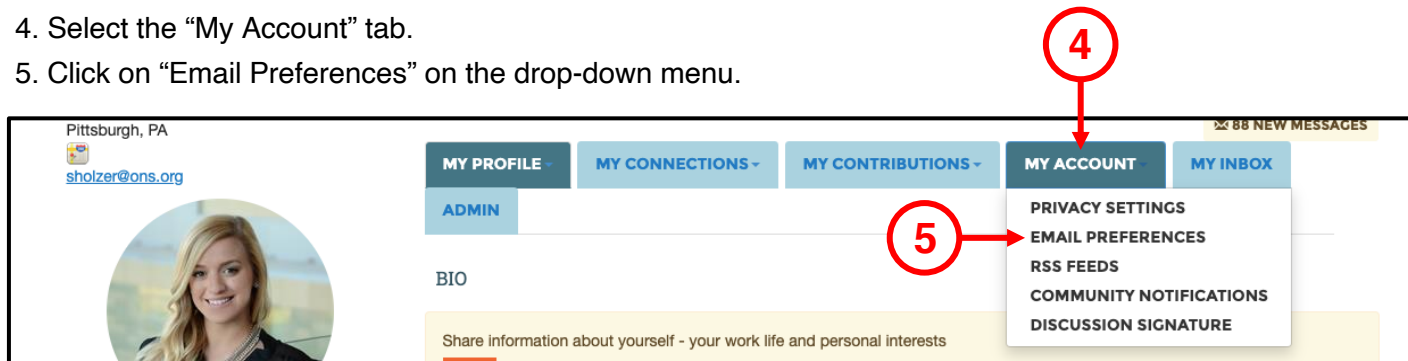 4. Select the “My Account” tab.
5. Click on “Email Preferences” on the drop-down menu.
4
Pittsburgh, PA
88 NEW MESSAGES
sholzer@ons.org
MY PROFILE
MY CONNECTIONS
MY CONTRIBUTIONS
MY ACCOUNT
MY INBOX
ADMIN
PRIVACY SETTINGS
5
EMAIL PREFERENCES
RSS FEEDS
COMMUNITY NOTIFICATIONS
DISCUSSION SIGNATURE
BIO
Share information about yourself - your work life and personal interests